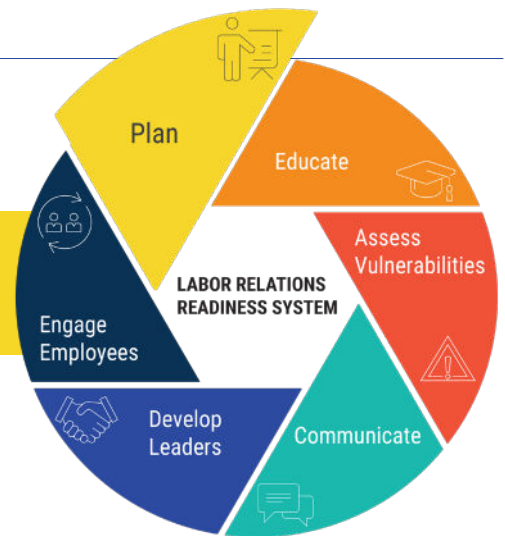 Plan
Educate
Assess
Vulnerabilities
LABOR RELATIONS
READINESS SYSTEM
Engage
Employees
Develop
Leaders
Communicate